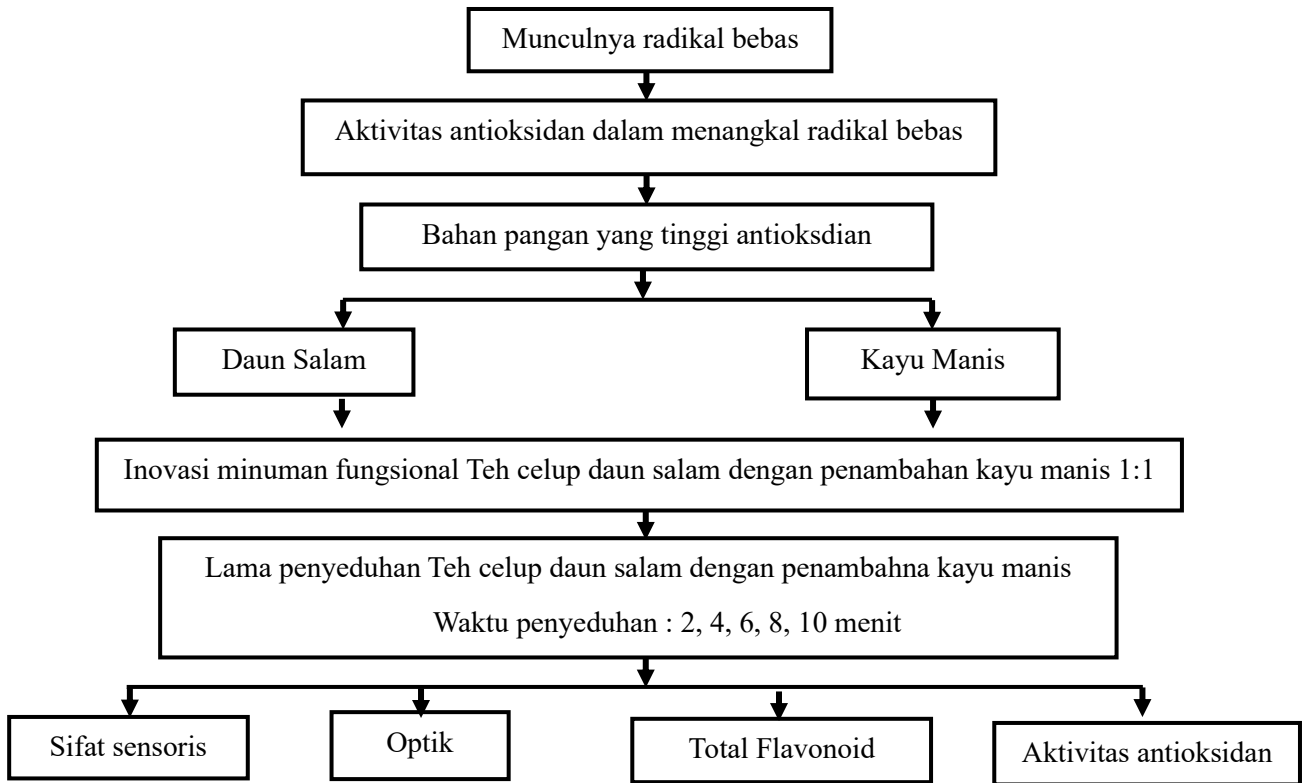 Munculnya radikal bebas
Aktivitas antioksidan dalam menangkal radikal bebas
Bahan pangan yang tinggi antioksdian
Daun Salam
Kayu Manis
Inovasi minuman fungsional Teh celup daun salam dengan penambahan kayu manis 1:1
Lama penyeduhan Teh celup daun salam dengan penambahna kayu manis
Waktu penyeduhan : 2, 4, 6, 8, 10 menit
Sifat sensoris
Optik
Total Flavonoid
Aktivitas antioksidan